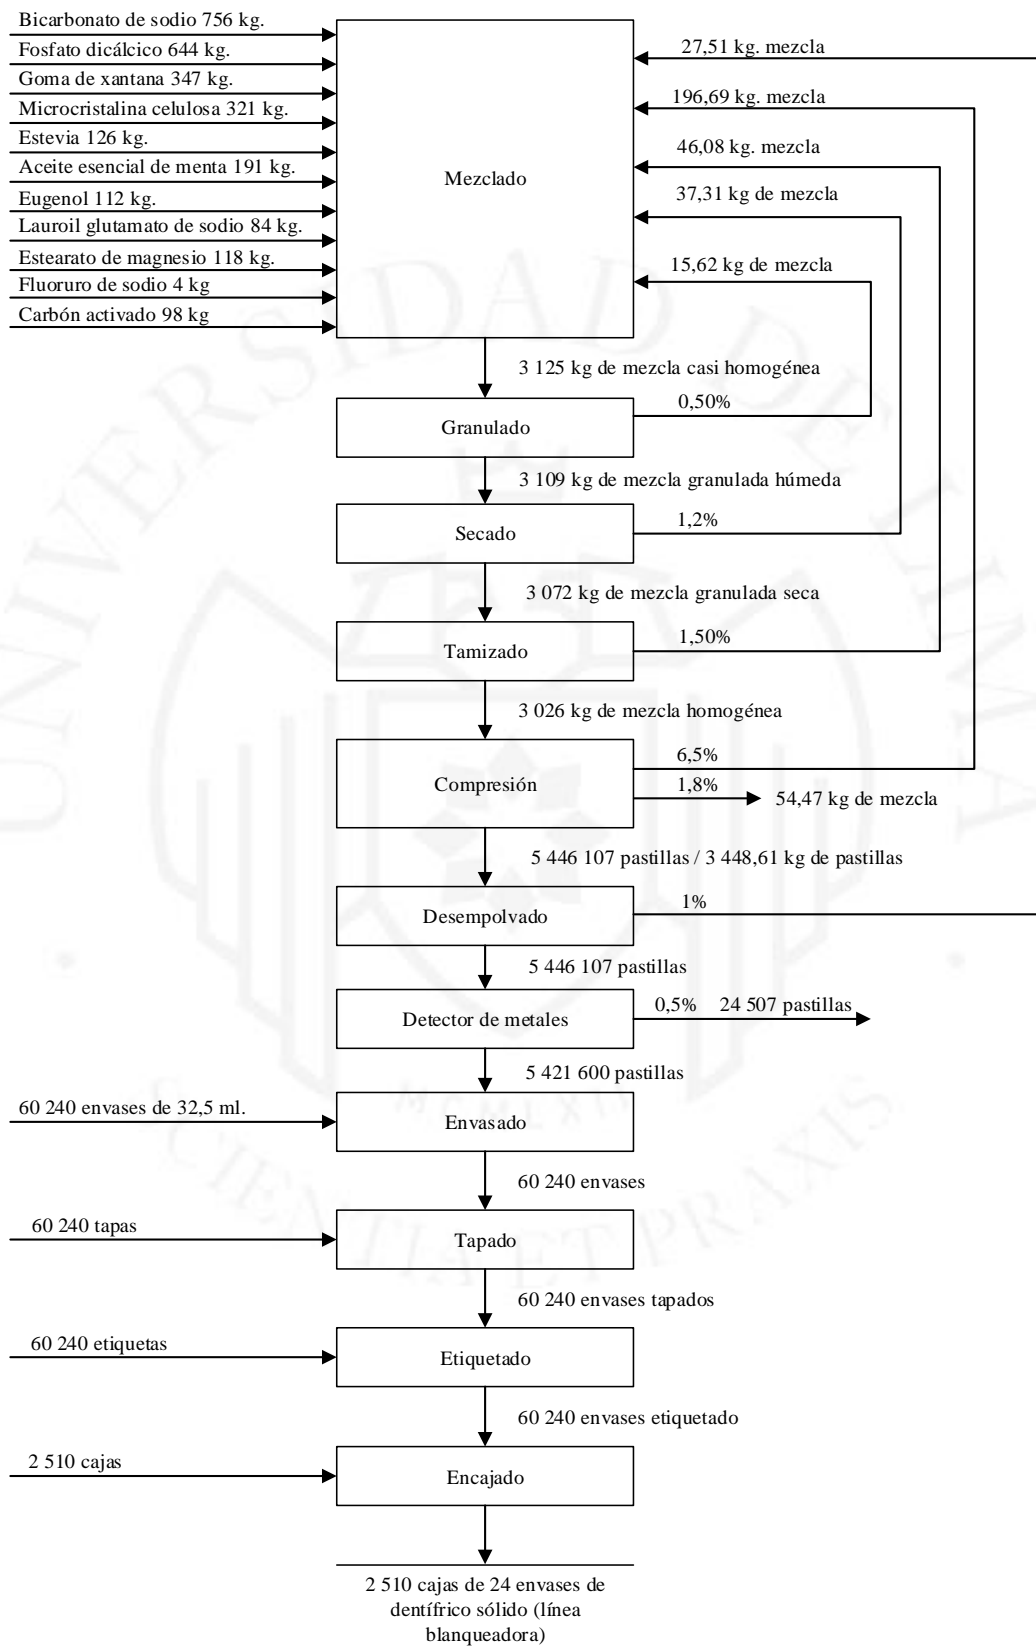 Bicarbonato de sodio 756 kg.
Fosfato dicálcico 644 kg.
Goma de xantana 347 kg.
Microcristalina celulosa 321 kg.
Estevia 126 kg.
Aceite esencial de menta 191 kg.
Eugenol 112 kg.
Lauroil glutamato de sodio 84 kg.
Estearato de magnesio 118 kg.
Fluoruro de sodio 4 kg
Carbón activado 98 kg
Mezclado
27,51 kg. mezcla
196,69 kg. mezcla
46,08 kg. mezcla
37,31 kg de mezcla
15,62 kg de mezcla
3 125 kg de mezcla casi homogénea
Granulado
0,50%
3 109 kg de mezcla granulada húmeda
Secado
1,2%
3 072 kg de mezcla granulada seca
Tamizado
1,50%
3 026 kg de mezcla homogénea
Compresión
6,5%
1,8%
54,47 kg de mezcla
5 446 107 pastillas / 3 448,61 kg de pastillas
Desempolvado
1%
5 446 107 pastillas
Detector de metales
0,5% 24 507 pastillas
5 421 600 pastillas
60 240 envases de 32,5 ml.
Envasado
60 240 envases
60 240 tapas
Tapado
60 240 envases tapados
60 240 etiquetas
Etiquetado
60 240 envases etiquetado
2 510 cajas
Encajado
2 510 cajas de 24 envases de
dentífrico sólido (línea
blanqueadora)
UNIVERSIDAD DE LIMA
MCMLXII
SCIENTIA ET PRAXIS